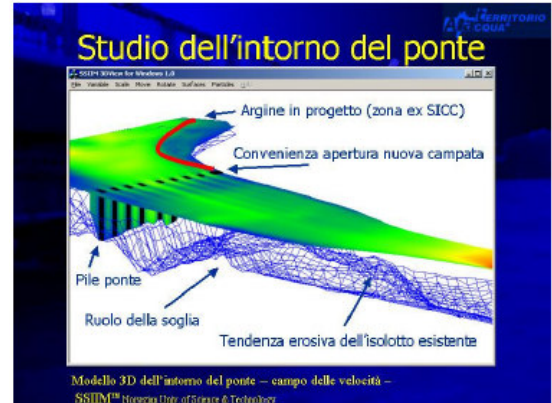 TERRITORIO
ACQUA
Studio dell'intorno del ponte
SSIIM 3DView for Windows 1.0
File Variable Scale Move Rotate Surfaces Particles
Argine in progetto (zona ex SICC)
Convenienza apertura nuova campata
Pile ponte
Ruolo della soglia
Tendenza erosiva dell'isolotto esistente
Modello 3D dell'intorno del ponte – campo delle velocità –
SSIIM™ Norwegian Univ. of Science & Technology